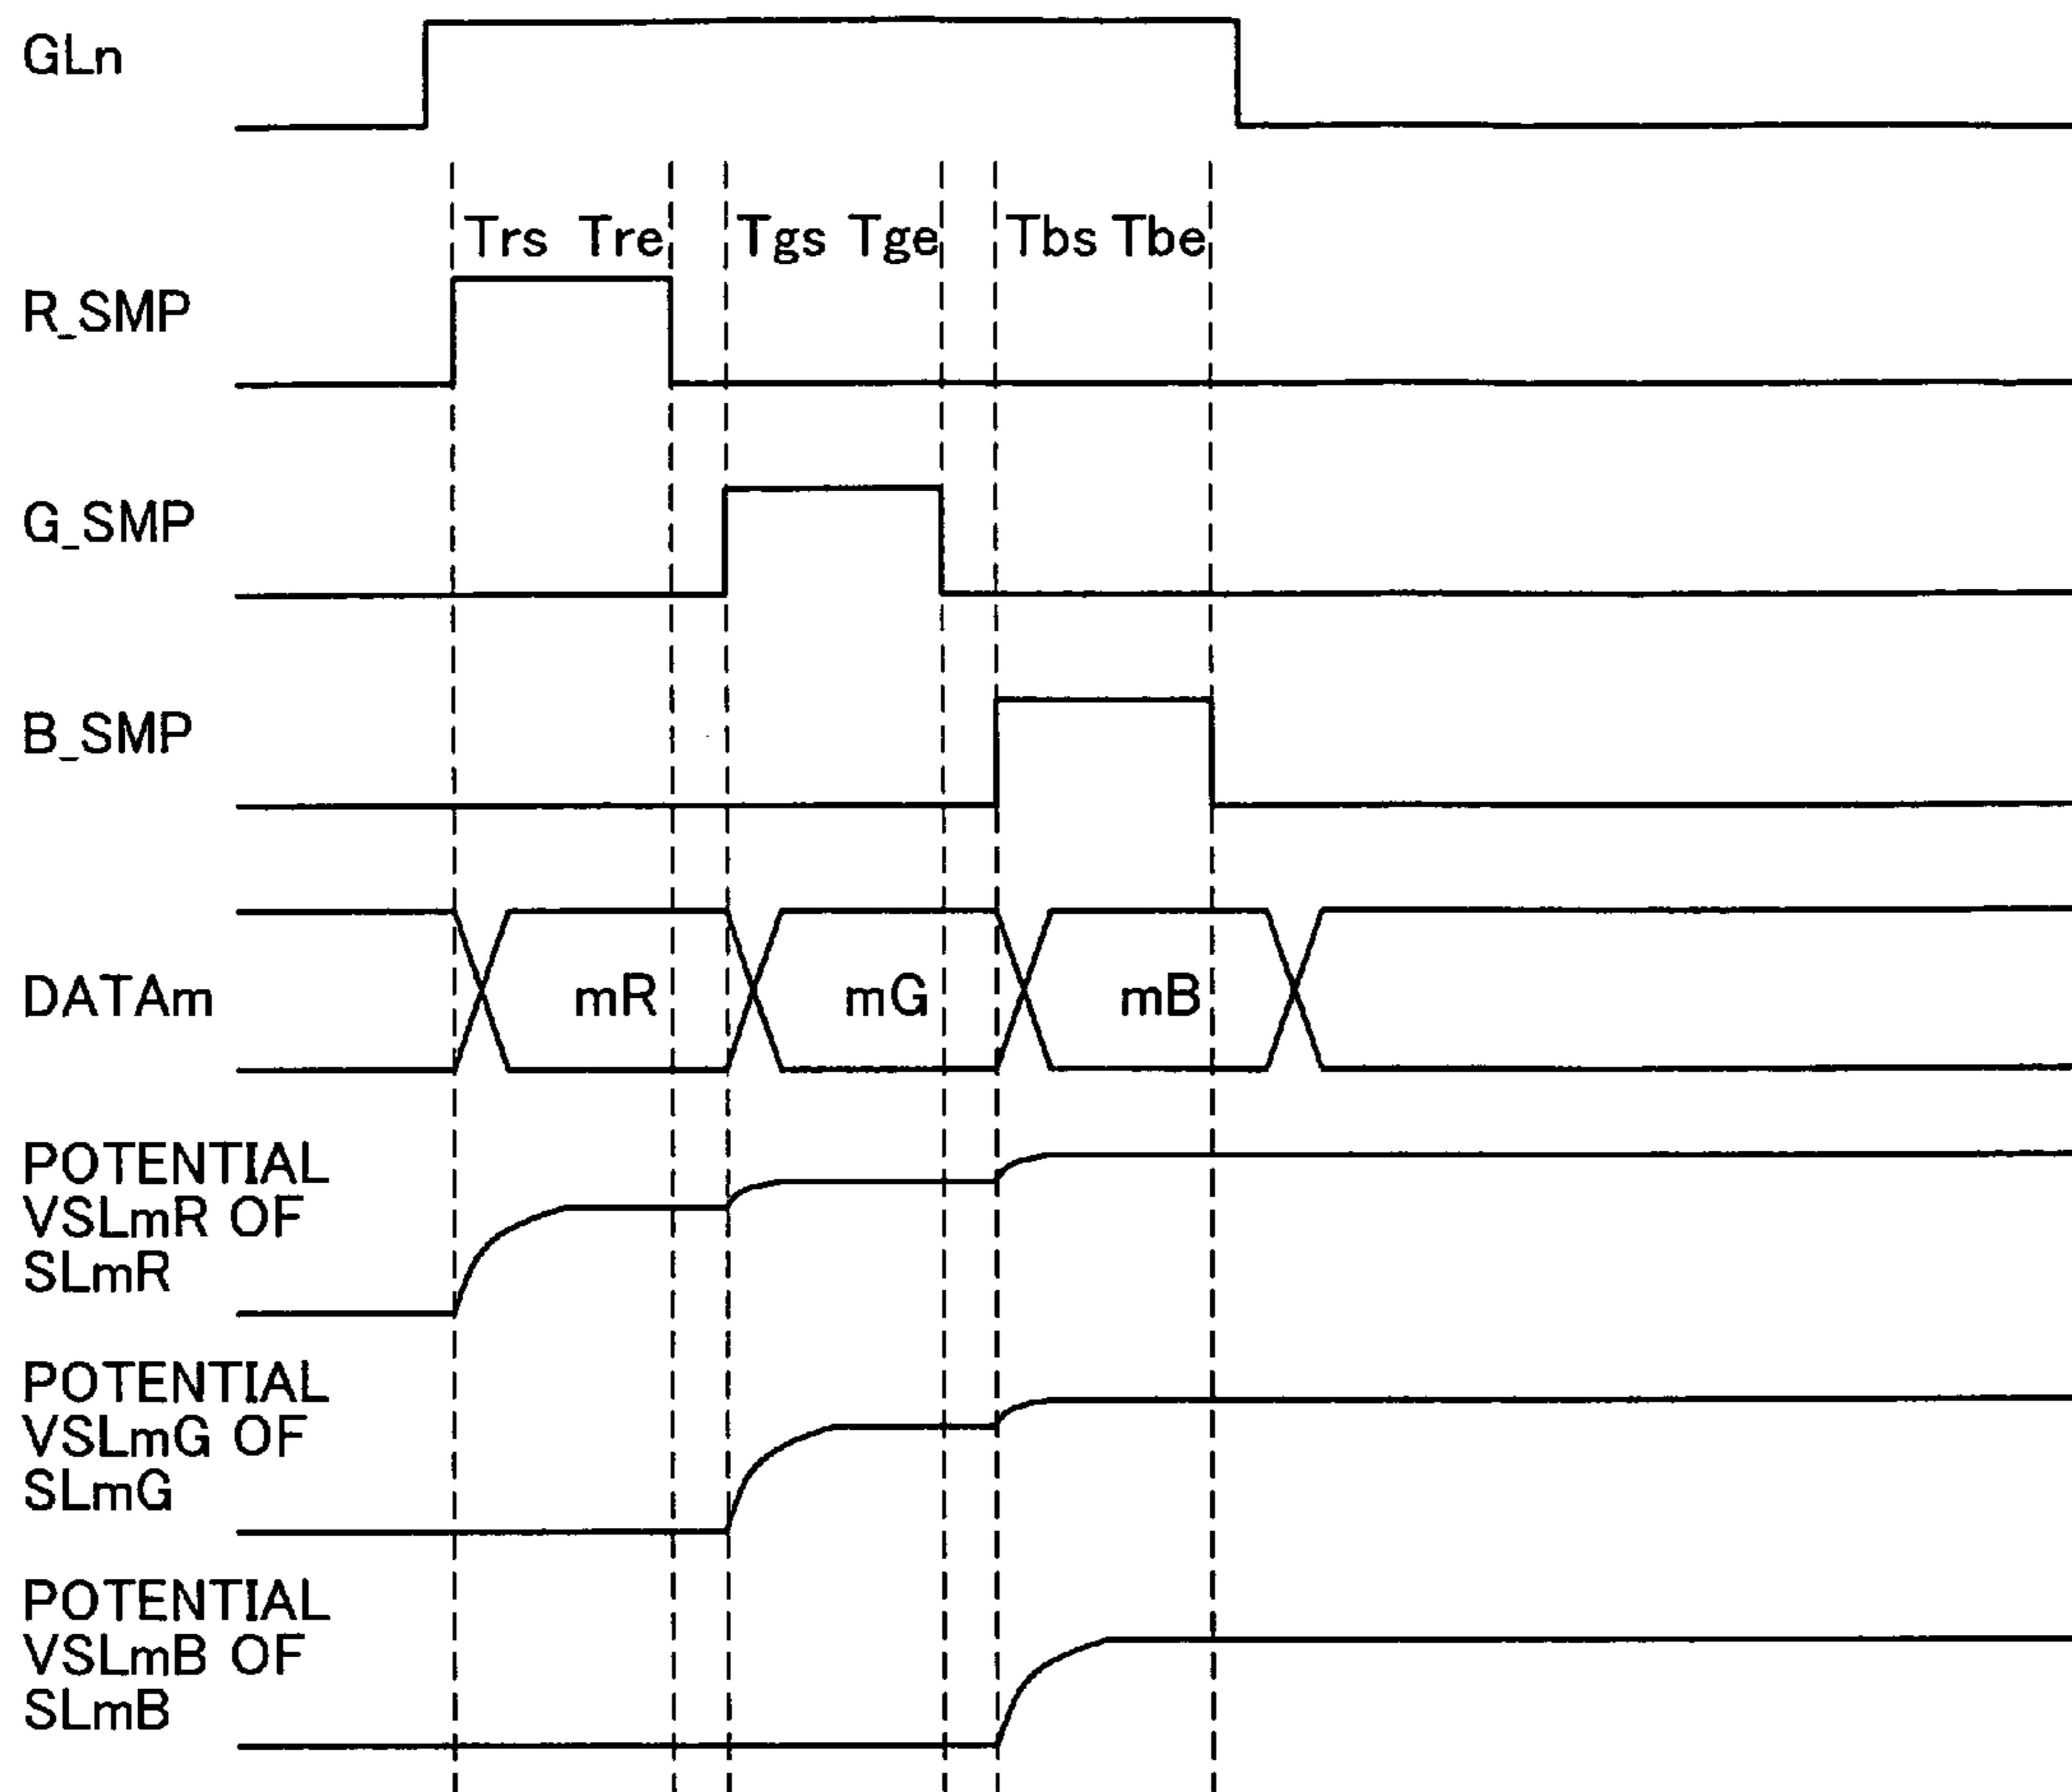 GLn
Trs Tre Tgs Tge Tbs Tbe
R_SMP
G_SMP
B_SMP
DATAm mR mG mB
POTENTIAL
VSLmR OF
SLmR
POTENTIAL
VSLmG OF
SLmG
POTENTIAL
VSLmB OF
SLmB